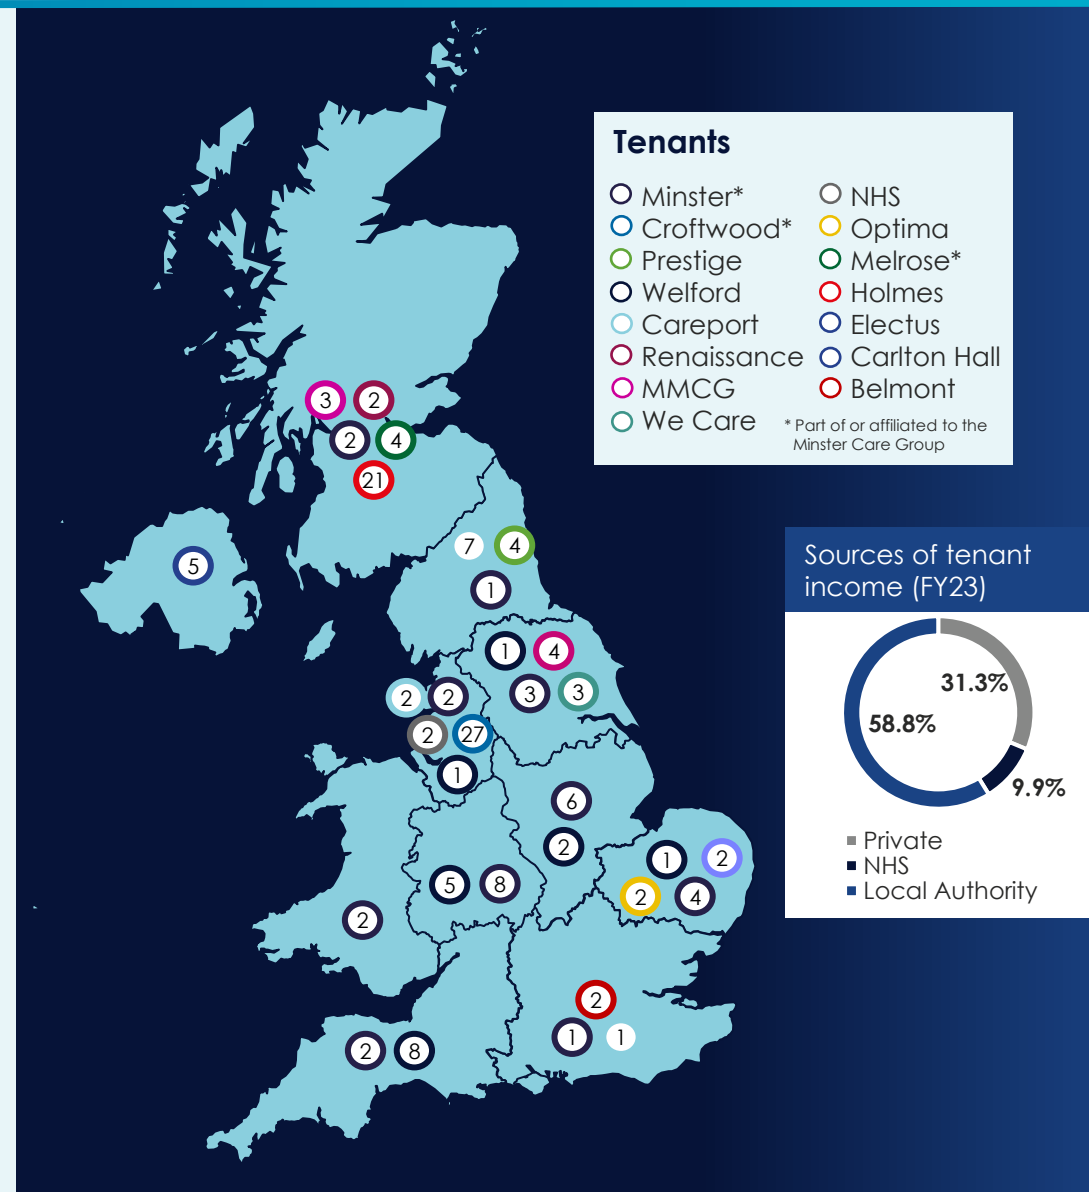 Tenants
Minster*
Croftwood*
Prestige
Welford
Careport
Renaissance
MMCG
We Care
NHS
Optima
Melrose*
Holmes
Electus
Carlton Hall
Belmont
* Part of or affiliated to the
Minster Care Group
3 2
2 4
21
5
7 4
1
1 4
3 3
2 2
2 27
1
6
2
1 2
2 4
5 8
2
2
1 1
2 8
Sources of tenant
income (FY23)
31.3%
58.8%
9.9%
Private
NHS
Local Authority